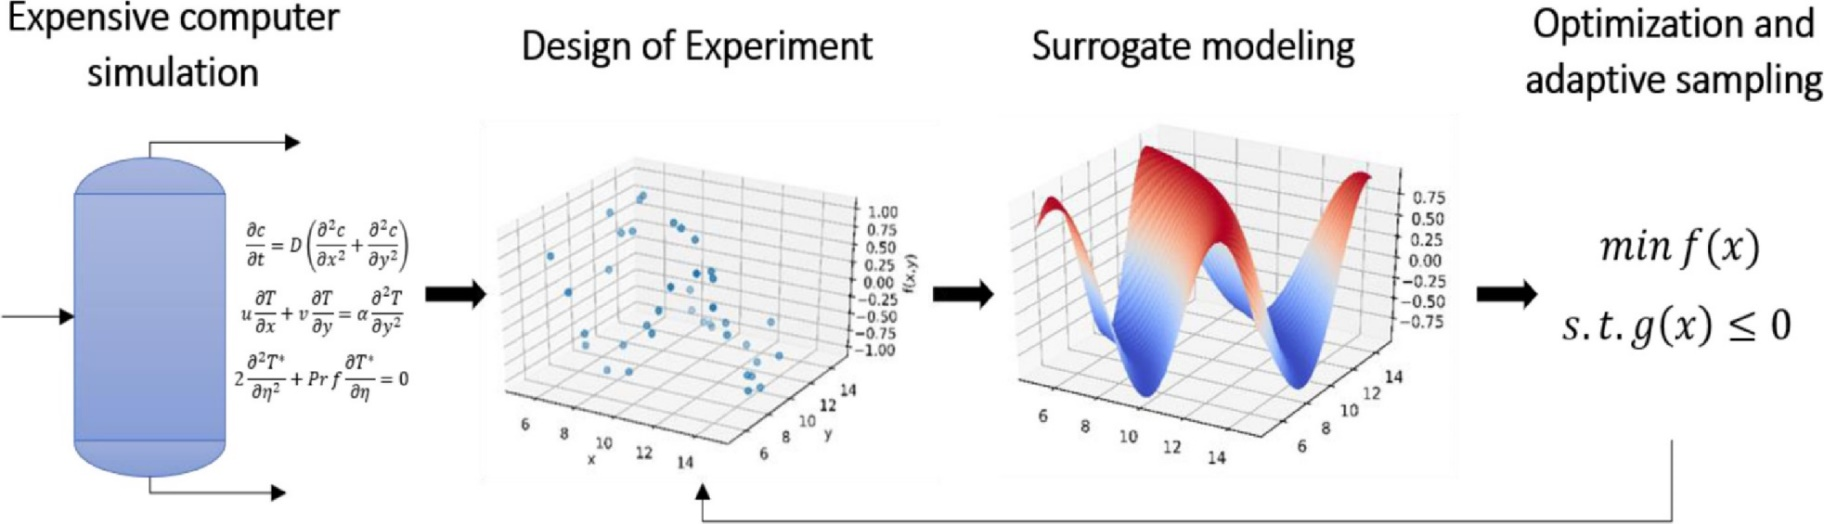 Expensive computer
simulation
Design of Experiment
Surrogate modeling
Optimization and
adaptive sampling
∂c/∂t = D(∂²c/∂x² + ∂²c/∂y²)
u ∂T/∂x + v ∂T/∂y = α ∂²T/∂y²
2 ∂²T*/∂η² + Pr f ∂T*/∂η = 0
1.00
0.75
0.50
0.25
0.00
−0.25
−0.50
−0.75
−1.00
f(x,y)
6
8
10
12
14
x
6
8
10
12
14
y
0.75
0.50
0.25
0.00
−0.25
−0.50
−0.75
6
8
10
12
14
6
8
10
12
14
min f(x)
s.t. g(x) ≤ 0